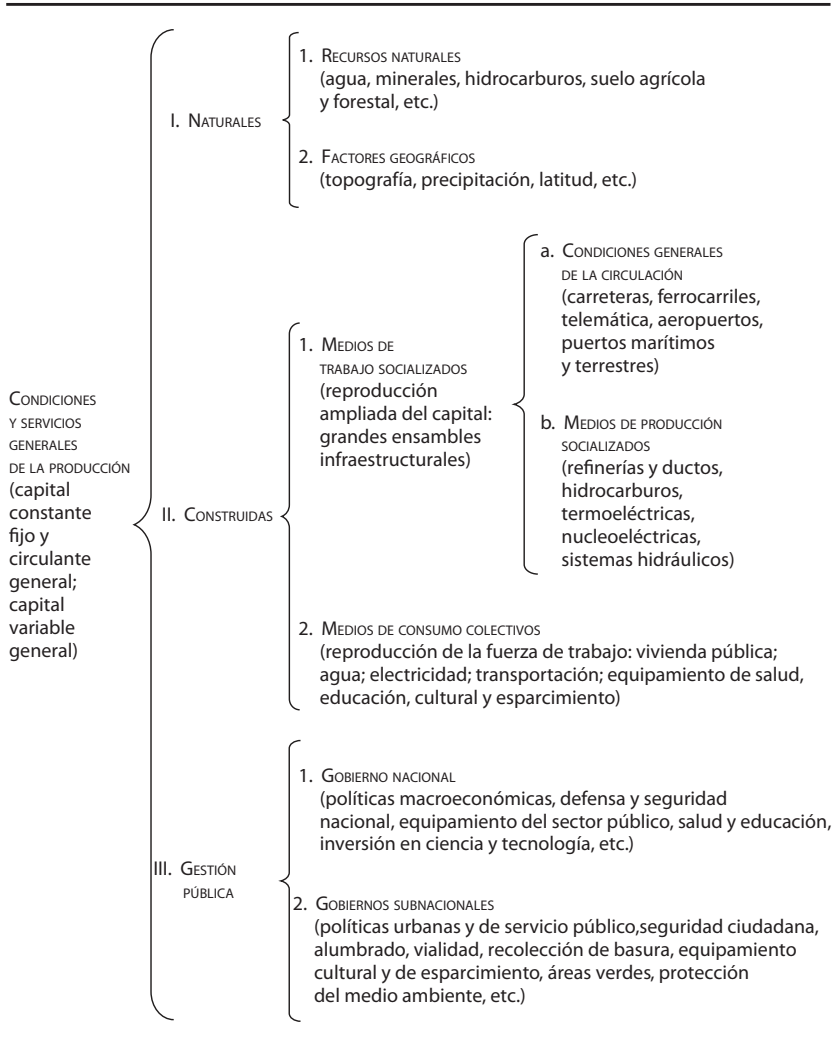 CONDICIONES
Y SERVICIOS
GENERALES
DE LA PRODUCCIÓN
(capital
constante
fijo y
circulante
general;
capital
variable
general)
I. NATURALES
1. RECURSOS NATURALES
(agua, minerales, hidrocarburos, suelo agrícola
y forestal, etc.)
2. FACTORES GEOGRÁFICOS
(topografía, precipitación, latitud, etc.)
II. CONSTRUIDAS
1. MEDIOS DE
TRABAJO SOCIALIZADOS
(reproducción
ampliada del capital:
grandes ensambles
infraestructurales)
a. CONDICIONES GENERALES
DE LA CIRCULACIÓN
(carreteras, ferrocarriles,
telemática, aeropuertos,
puertos marítimos
y terrestres)
b. MEDIOS DE PRODUCCIÓN
SOCIALIZADOS
(refinerías y ductos,
hidrocarburos,
termoeléctricas,
nucleoeléctricas,
sistemas hidráulicos)
2. MEDIOS DE CONSUMO COLECTIVOS
(reproducción de la fuerza de trabajo: vivienda pública;
agua; electricidad; transportación; equipamiento de salud,
educación, cultural y esparcimiento)
III. GESTIÓN
PÚBLICA
1. GOBIERNO NACIONAL
(políticas macroeconómicas, defensa y seguridad
nacional, equipamiento del sector público, salud y educación,
inversión en ciencia y tecnología, etc.)
2. GOBIERNOS SUBNACIONALES
(políticas urbanas y de servicio público,seguridad ciudadana,
alumbrado, vialidad, recolección de basura, equipamiento
cultural y de esparcimiento, áreas verdes, protección
del medio ambiente, etc.)